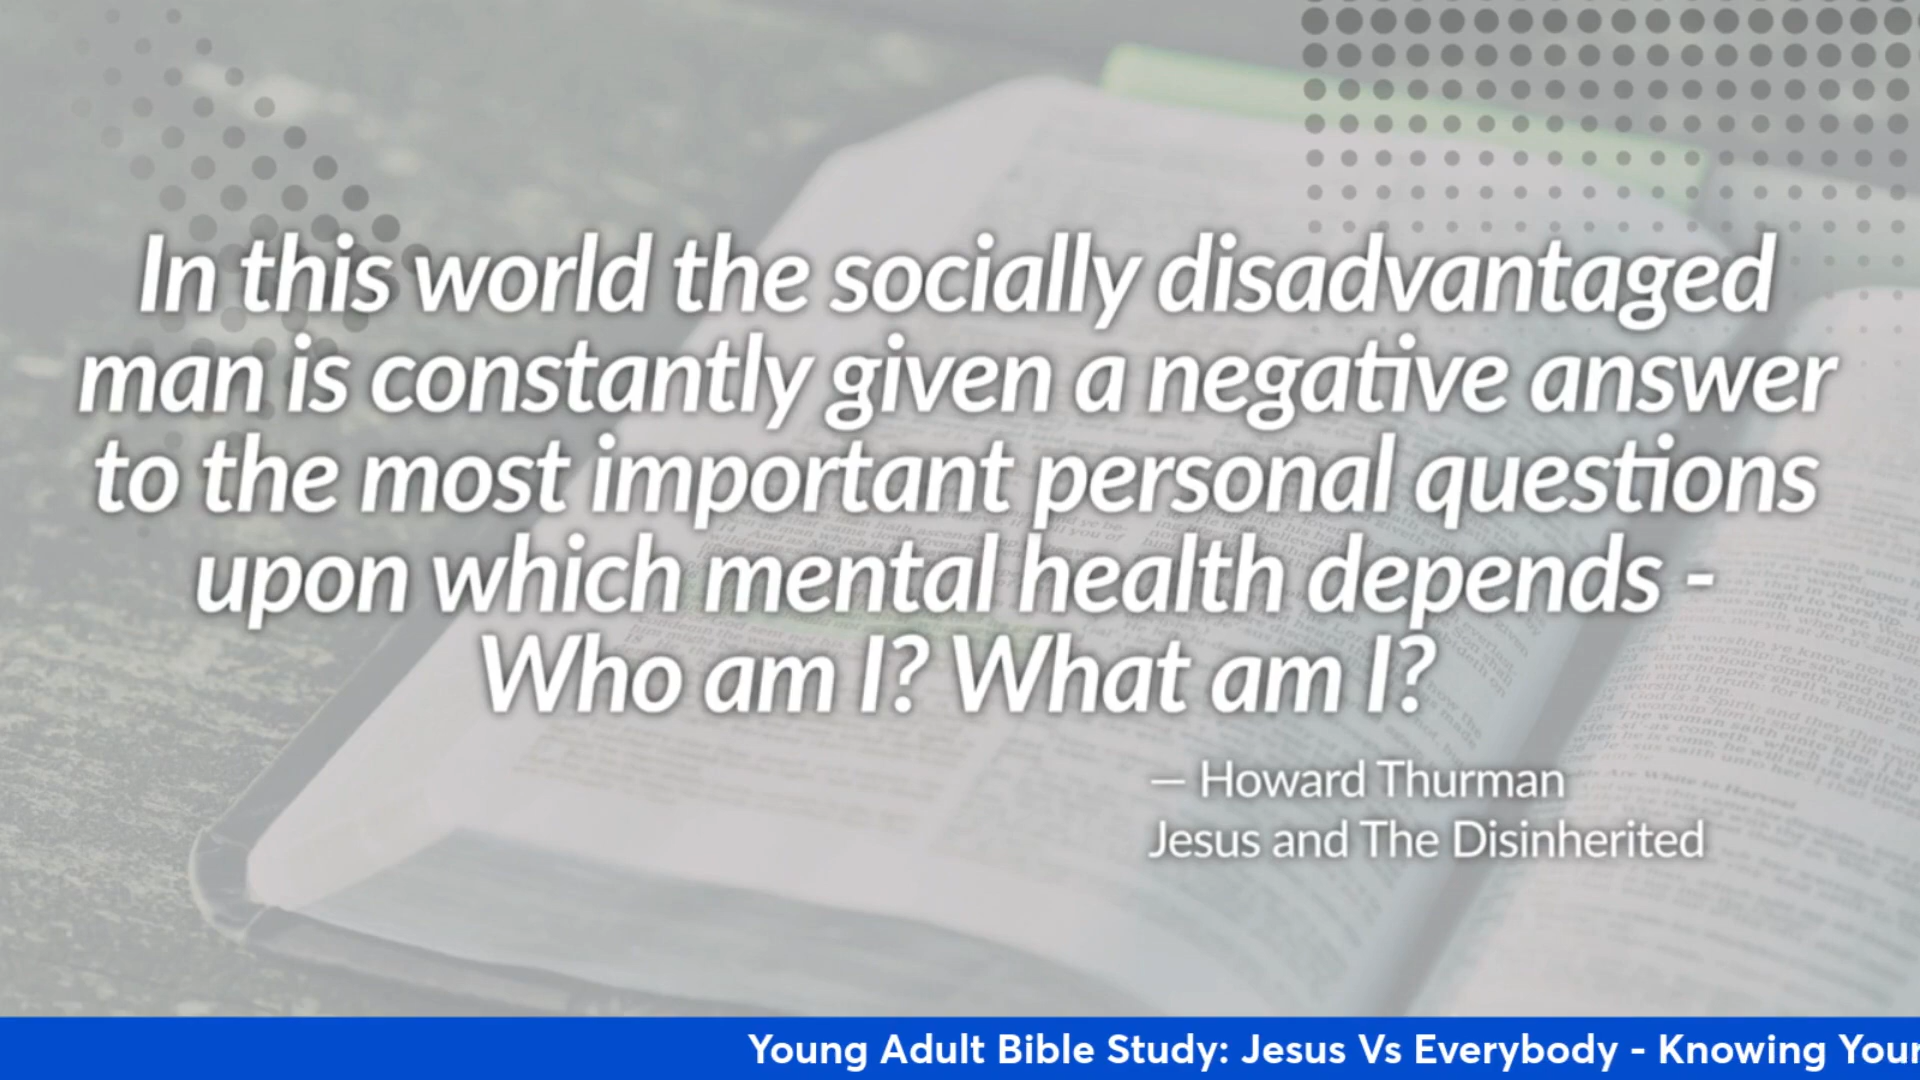 In this world the socially disadvantaged
man is constantly given a negative answer
to the most important personal questions
upon which mental health depends -
Who am I? What am I?
— Howard Thurman
Jesus and The Disinherited
Young Adult Bible Study: Jesus Vs Everybody - Knowing Your